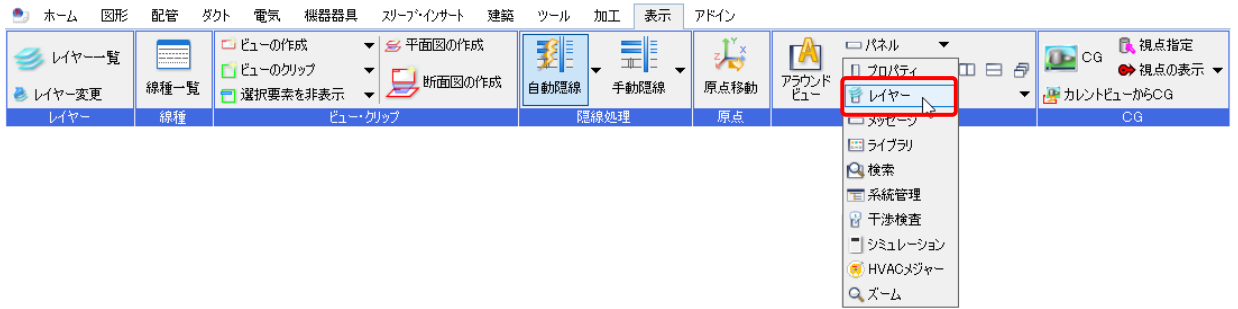 ホーム 図形 配管 ダクト 電気 機器器具 スリーブ・インサート 建築 ツール 加工 表示 アドイン
レイヤー一覧
レイヤー変更
レイヤー
線種一覧
線種
ビューの作成
ビューのクリップ
選択要素を非表示
平面図の作成
断面図の作成
ビュー・クリップ
自動隠線
手動隠線
隠線処理
原点移動
原点
アラウンド
ビュー
パネル
プロパティ
レイヤー
メッセージ
ライブラリ
検索
系統管理
干渉検査
シミュレーション
HVACメジャー
ズーム
CG
視点指定
視点の表示
カレントビューからCG
CG